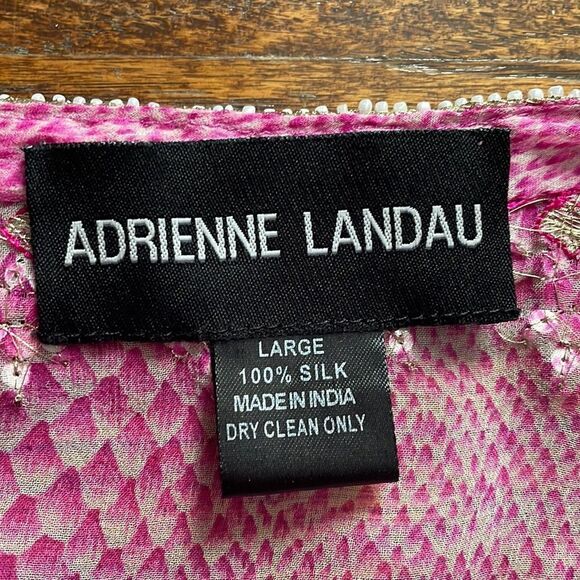 ADRIENNE LANDAU
LARGE
100% SILK
MADE IN INDIA
DRY CLEAN ONLY